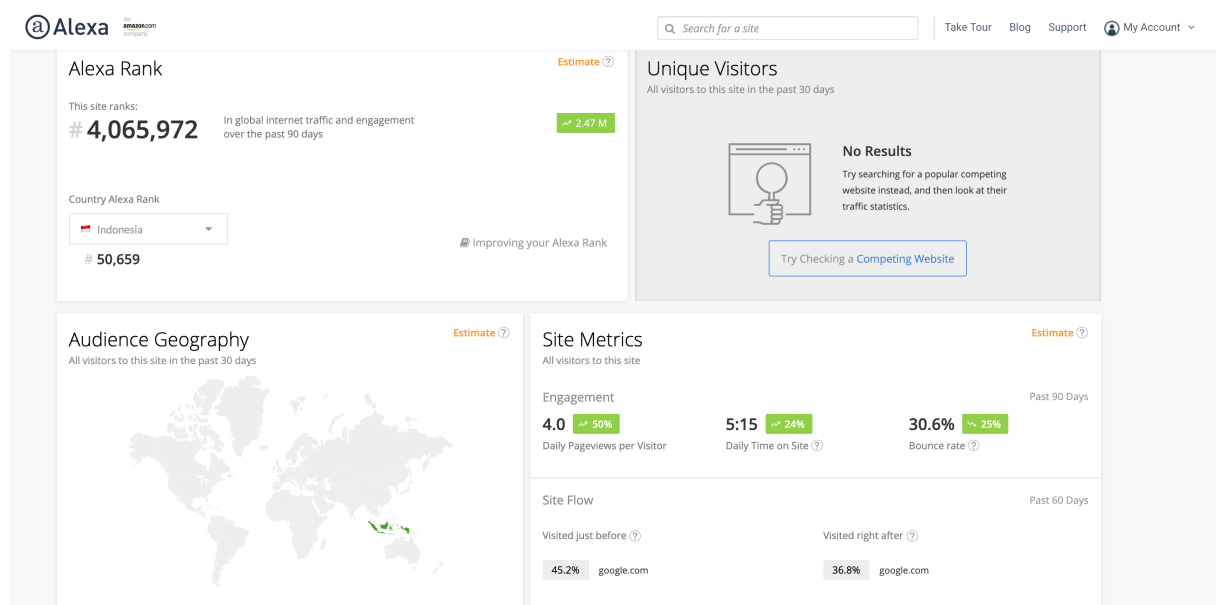 Alexa
An
amazon.com
company
Search for a site
Take Tour
Blog
Support
My Account
Alexa Rank
Estimate ?
This site ranks:
# 4,065,972
In global internet traffic and engagement
over the past 90 days
2.47 M
Country Alexa Rank
Indonesia
# 50,659
Improving your Alexa Rank
Unique Visitors
All visitors to this site in the past 30 days
No Results
Try searching for a popular competing
website instead, and then look at their
traffic statistics.
Try Checking a Competing Website
Audience Geography
Estimate ?
All visitors to this site in the past 30 days
Site Metrics
Estimate ?
All visitors to this site
Engagement
Past 90 Days
4.0 50%
Daily Pageviews per Visitor
5:15 24%
Daily Time on Site ?
30.6% 25%
Bounce rate ?
Site Flow
Past 60 Days
Visited just before ?
45.2% google.com
Visited right after ?
36.8% google.com